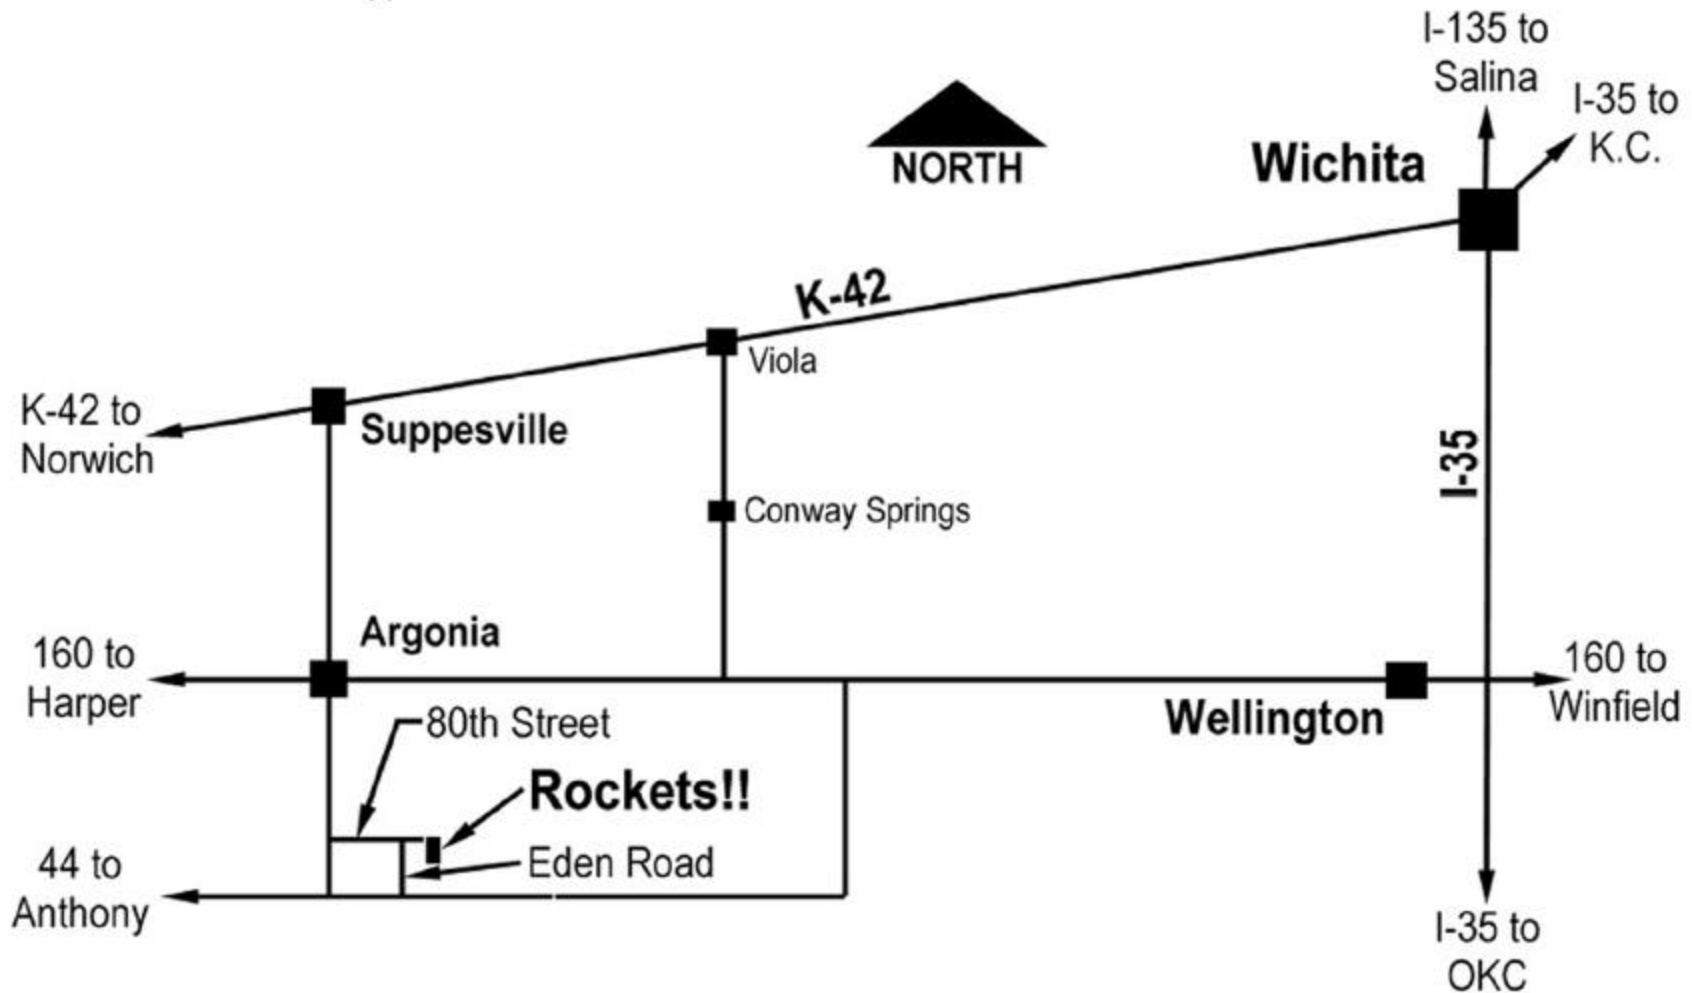 I-135 to
Salina
I-35 to
K.C.
NORTH
Wichita
K-42
Viola
K-42 to
Norwich
Suppesville
I-35
Conway Springs
Argonia
160 to
Harper
160 to
Winfield
Wellington
80th Street
Rockets!!
Eden Road
44 to
Anthony
I-35 to
OKC